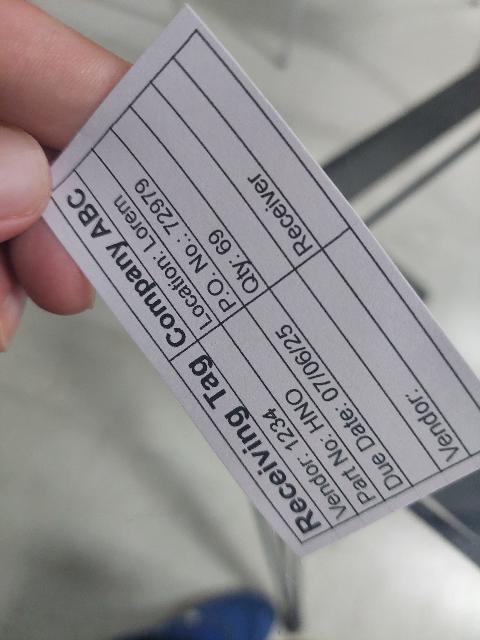 Receiving Tag Company ABC
Vendor: 1234 Location: Lorem
Part No: HNO P.O. No.: 72979
Due Date: 07/06/25 Qty: 69
Vendor: Receiver